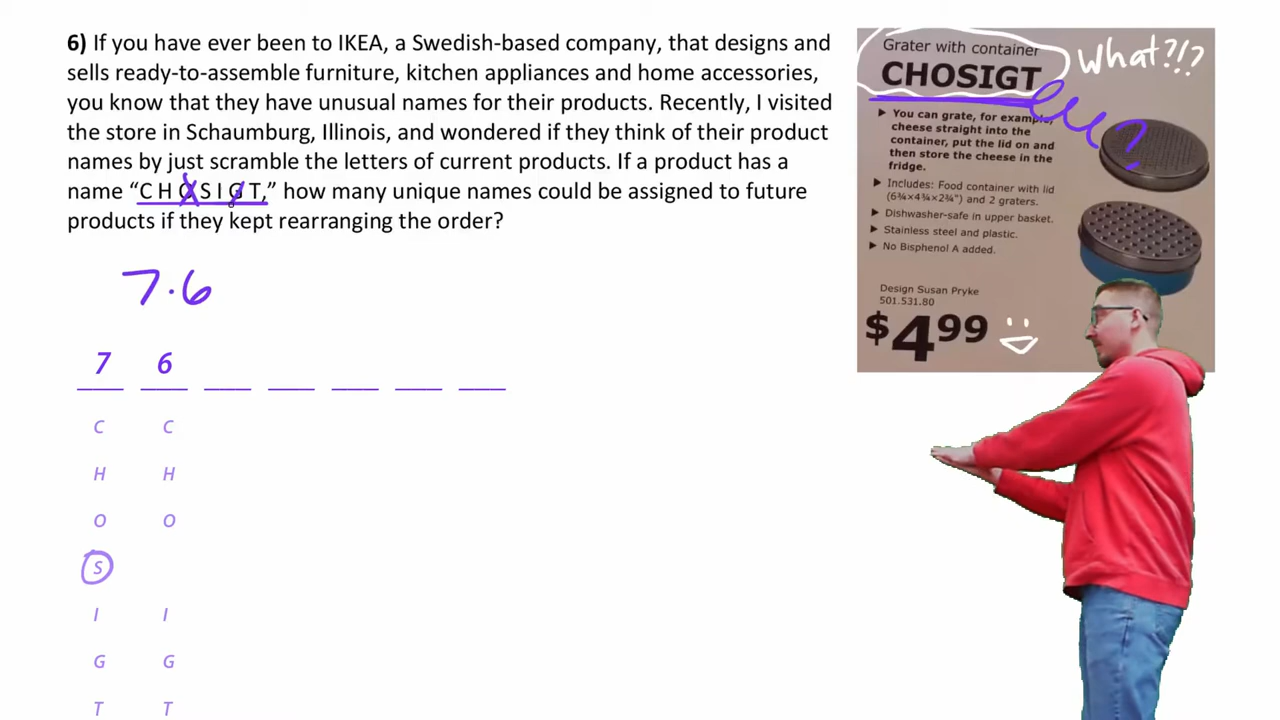 6) If you have ever been to IKEA, a Swedish-based company, that designs and
sells ready-to-assemble furniture, kitchen appliances and home accessories,
you know that they have unusual names for their products. Recently, I visited
the store in Schaumburg, Illinois, and wondered if they think of their product
names by just scramble the letters of current products. If a product has a
name “C H O S I G T,” how many unique names could be assigned to future
products if they kept rearranging the order?
7·6
7 6
C C
H H
O O
S
I I
G G
T T
Grater with container
CHOSIGT
What?!?
?
▶ You can grate, for example,
cheese straight into the
container, put the lid on and
then store the cheese in the
fridge.
▶ Includes: Food container with lid
(6¾×4¾×2¾") and 2 graters.
▶ Dishwasher-safe in upper basket.
▶ Stainless steel and plastic.
▶ No Bisphenol A added.
Design Susan Pryke
501.531.80
$4.99